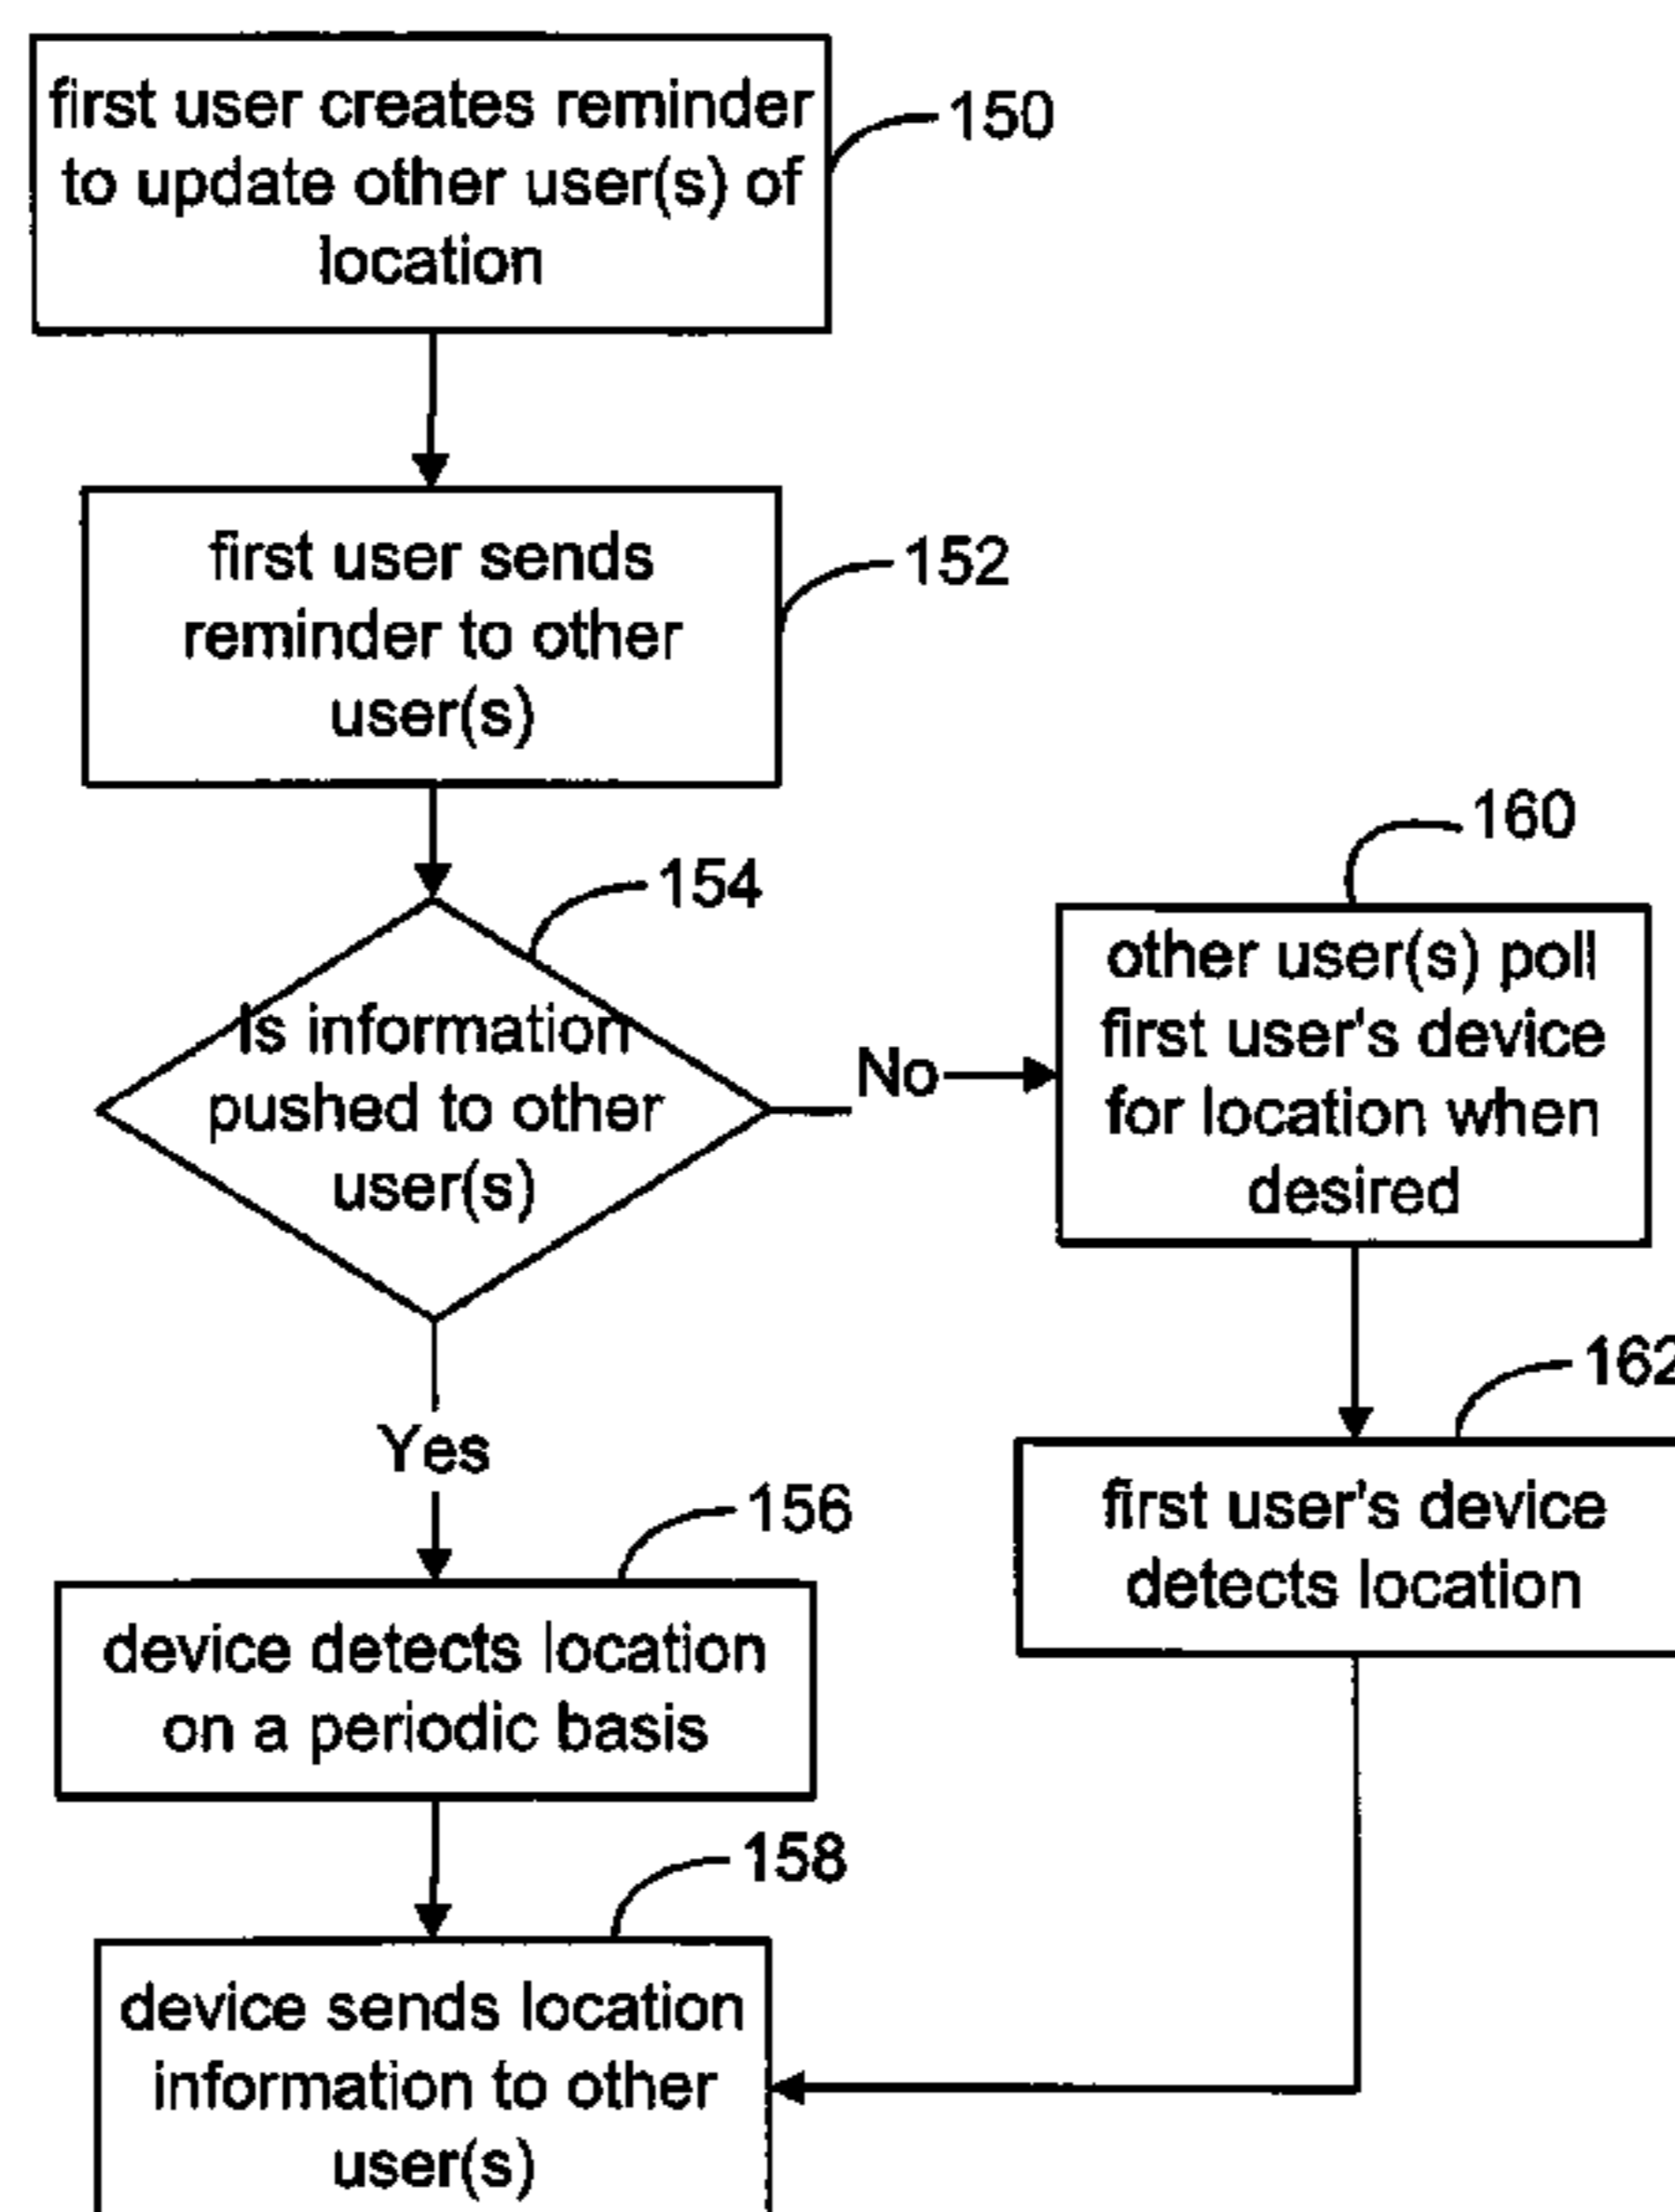 first user creates reminder
to update other user(s) of
location
150
first user sends
reminder to other
user(s)
152
154
Is information
pushed to other
user(s)
No
160
other user(s) poll
first user's device
for location when
desired
Yes
162
first user's device
detects location
156
device detects location
on a periodic basis
158
device sends location
information to other
user(s)